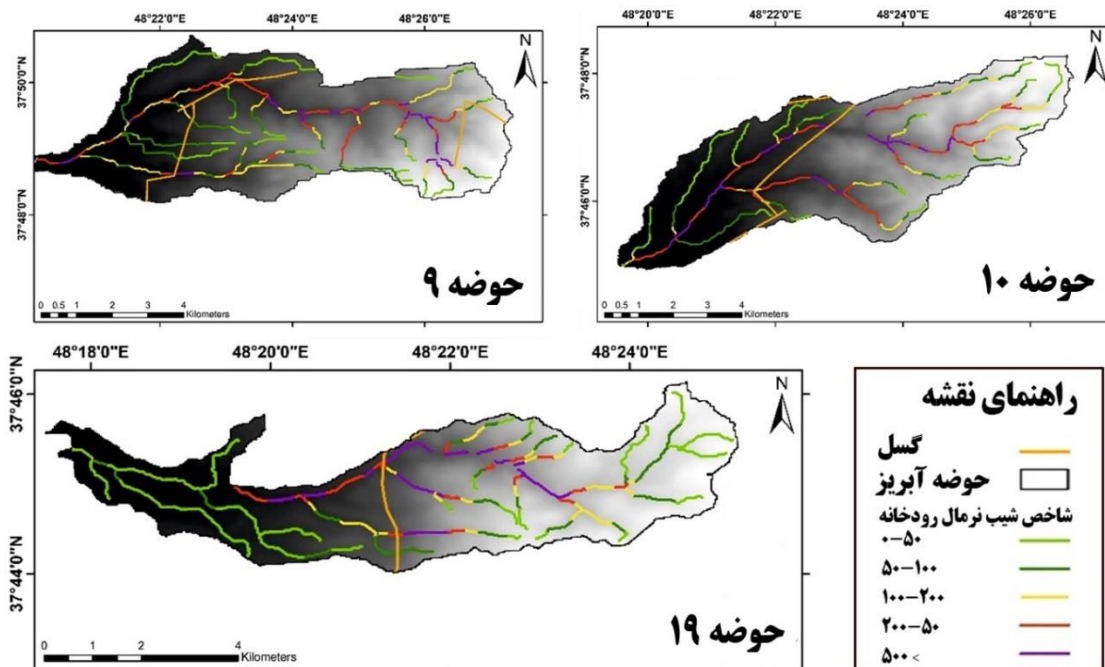 48°22'0"E 48°24'0"E 48°26'0"E
N
37°50'0"N
37°48'0"N
حوضه ۹
0 0.5 1 2 3 4
Kilometers
48°20'0"E 48°22'0"E 48°24'0"E 48°26'0"E
N
37°48'0"N
37°46'0"N
حوضه ۱۰
0 0.5 1 2 3 4
Kilometers
48°18'0"E 48°20'0"E 48°22'0"E 48°24'0"E
N
37°46'0"N
37°44'0"N
حوضه ۱۹
0 1 2 4
Kilometers
راهنمای نقشه
گسل
حوضه آبریز
شاخص شیب نرمال رودخانه
۰-۵۰
۵۰-۱۰۰
۱۰۰-۲۰۰
۲۰۰-۵۰
۵۰۰ <